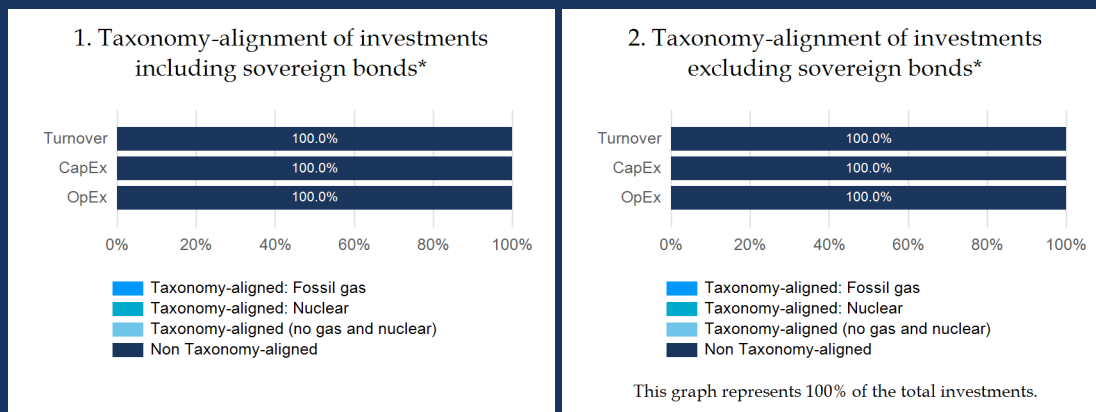 1. Taxonomy-alignment of investments
including sovereign bonds*
Turnover 100.0%
CapEx 100.0%
OpEx 100.0%
0% 20% 40% 60% 80% 100%
Taxonomy-aligned: Fossil gas
Taxonomy-aligned: Nuclear
Taxonomy-aligned (no gas and nuclear)
Non Taxonomy-aligned
2. Taxonomy-alignment of investments
excluding sovereign bonds*
Turnover 100.0%
CapEx 100.0%
OpEx 100.0%
0% 20% 40% 60% 80% 100%
Taxonomy-aligned: Fossil gas
Taxonomy-aligned: Nuclear
Taxonomy-aligned (no gas and nuclear)
Non Taxonomy-aligned
This graph represents 100% of the total investments.